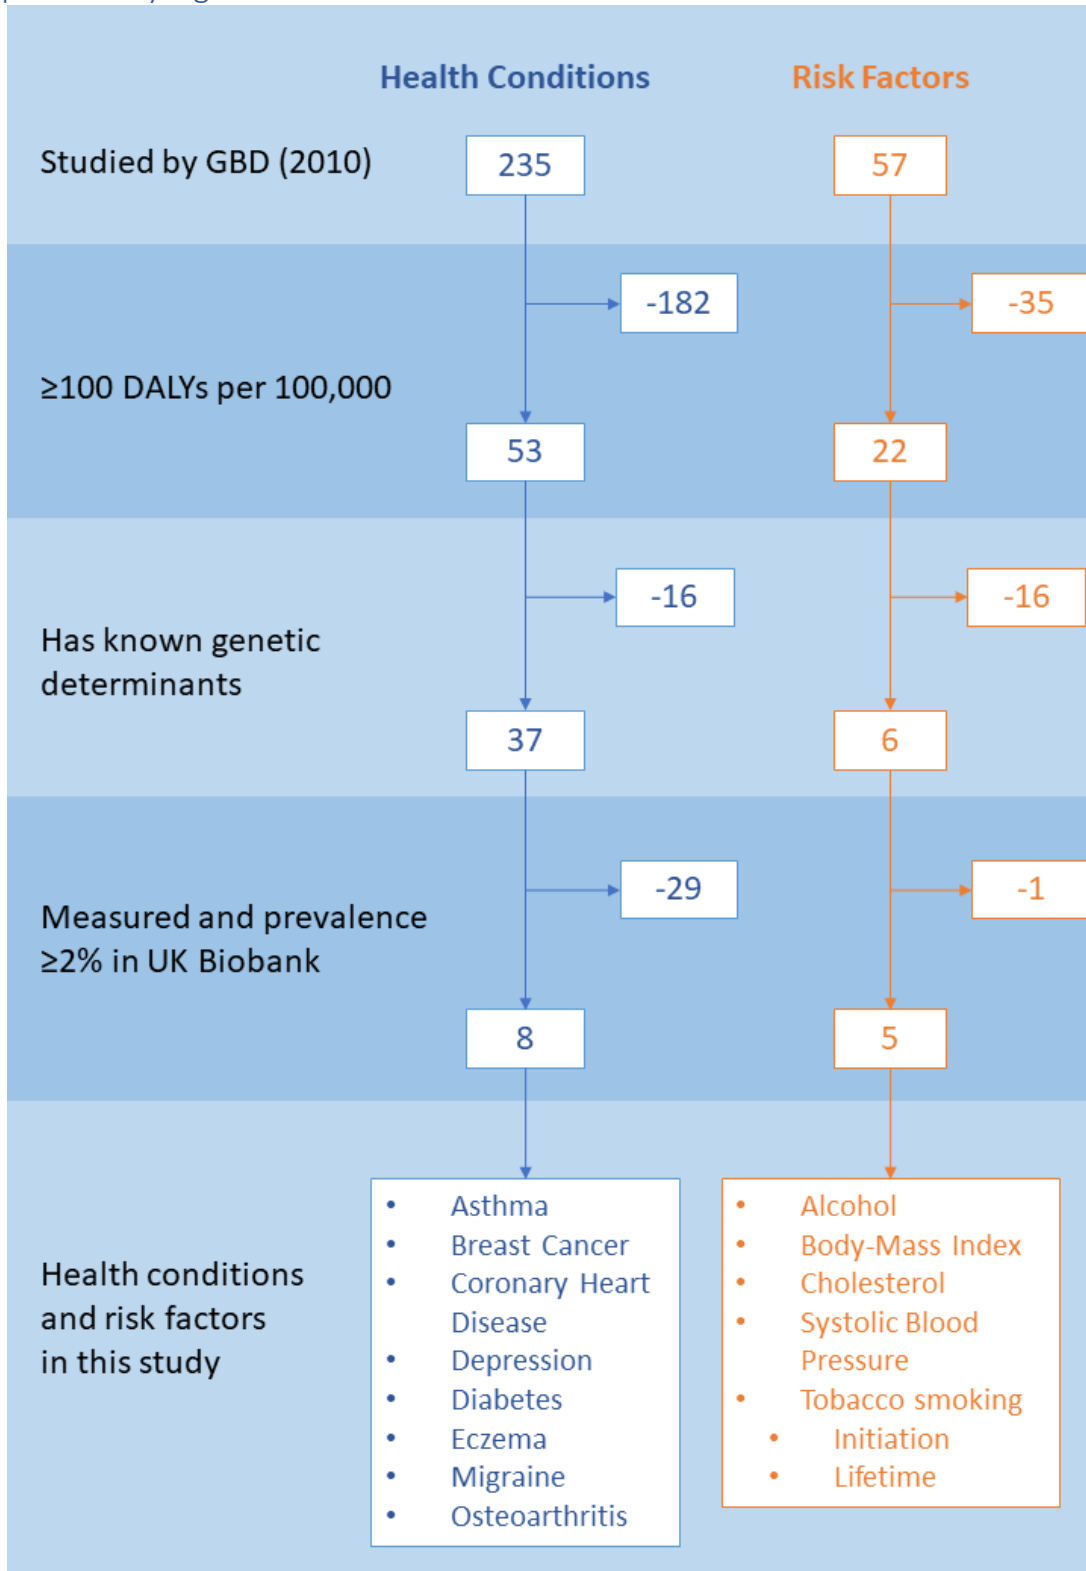 Health Conditions
Risk Factors
Studied by GBD (2010)
235
57
-182
-35
≥100 DALYs per 100,000
53
22
-16
-16
Has known genetic
determinants
37
6
-29
-1
Measured and prevalence
≥2% in UK Biobank
8
5
Health conditions
and risk factors
in this study
• Asthma
• Breast Cancer
• Coronary Heart
Disease
• Depression
• Diabetes
• Eczema
• Migraine
• Osteoarthritis
• Alcohol
• Body-Mass Index
• Cholesterol
• Systolic Blood
Pressure
• Tobacco smoking
• Initiation
• Lifetime